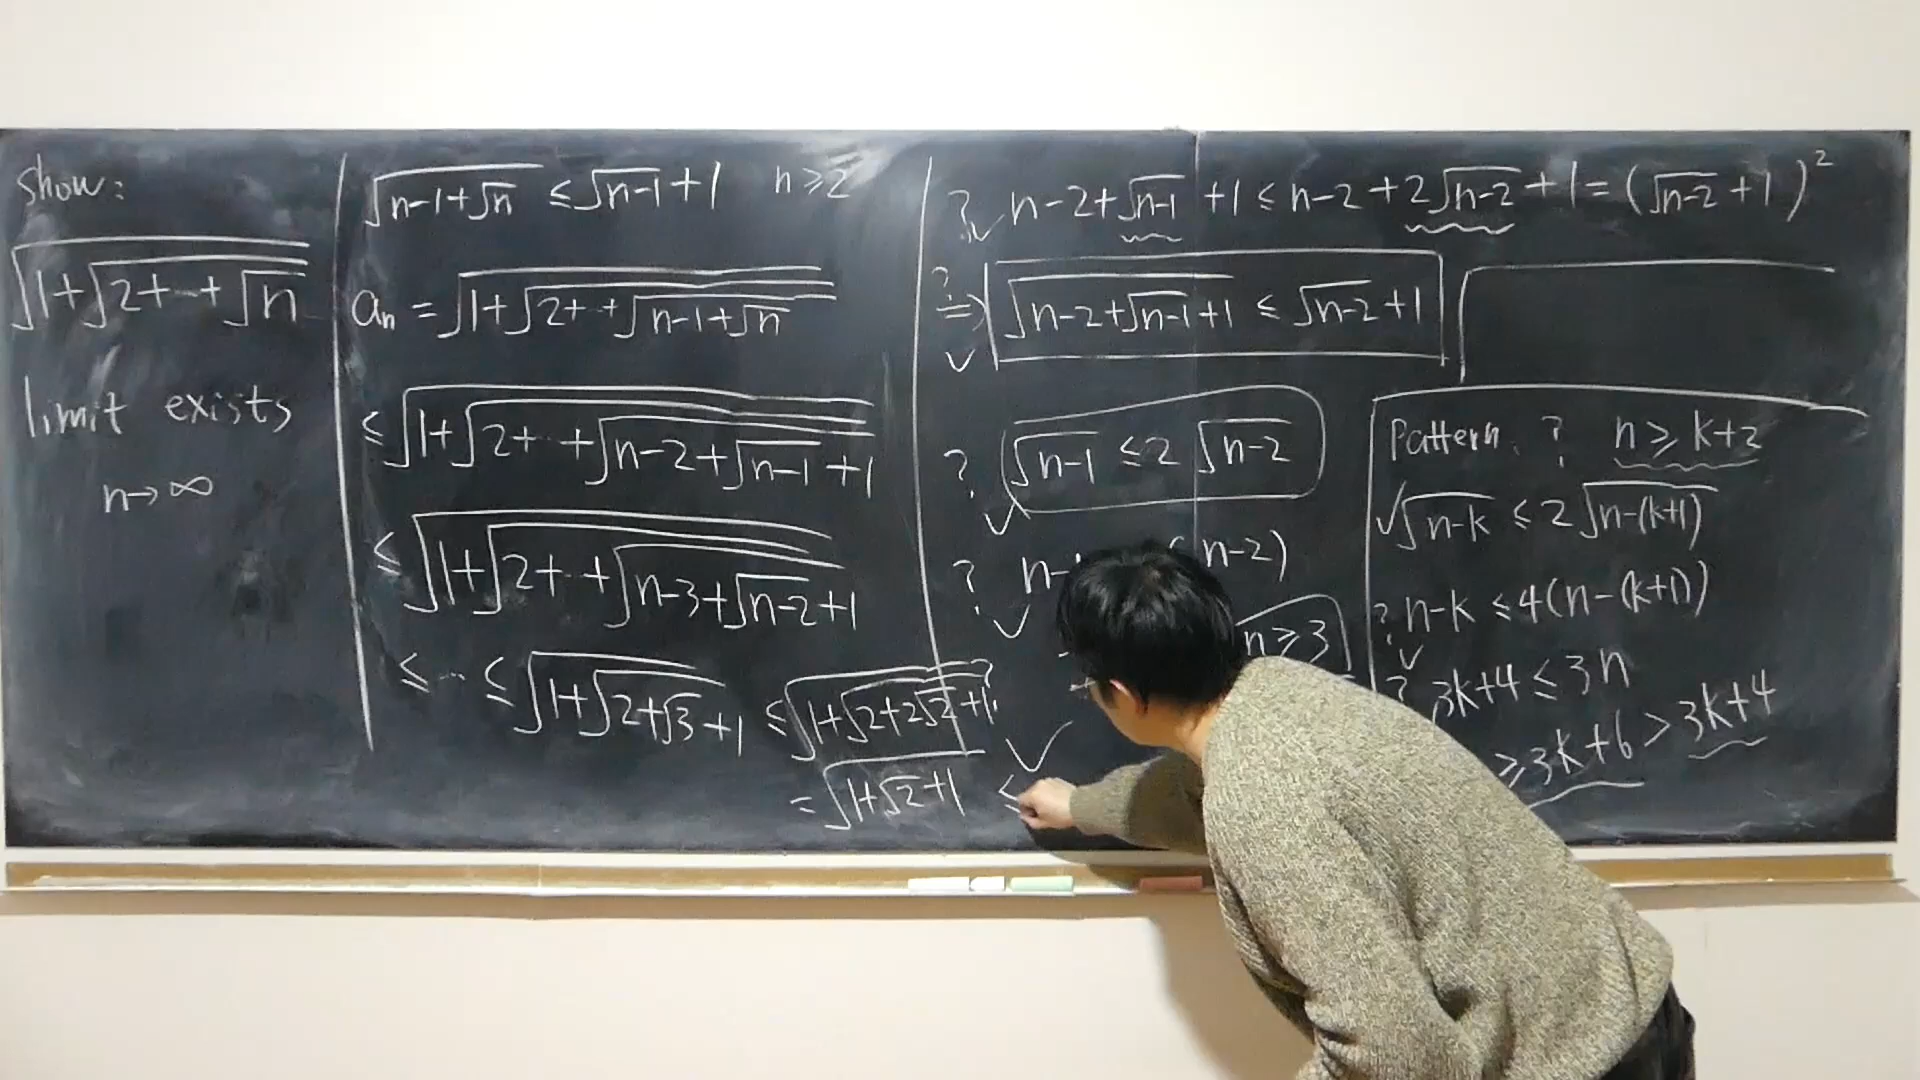 Show:
√(1+√(2+⋯+√n))
limit exists
n→∞
√(n-1+√n) ≤ √(n-1)+1 n≥2
aₙ = √(1+√(2+⋯+√(n-1+√n)))
≤ √(1+√(2+⋯+√(n-2+√(n-1)+1)))
≤ √(1+√(2+⋯+√(n-3+√(n-2)+1)))
≤ ⋯ ≤ √(1+√(2+√3+1)) ≤ √(1+√(2+2√2+1))
= √(1+√2+1) ≤
? ✓ n-2+√(n-1)+1 ≤ n-2+2√(n-2)+1 = (√(n-2)+1)²
? ⇒ ✓ √(n-2+√(n-1)+1) ≤ √(n-2)+1
? ✓ √(n-1) ≤ 2√(n-2)
? ✓ n- n-2)
n≥3
✓
Pattern ? n≥k+2
✓ √(n-k) ≤ 2√(n-(k+1))
? ✓ n-k ≤ 4(n-(k+1))
? 3k+4 ≤ 3n
≥ 3k+6 > 3k+4